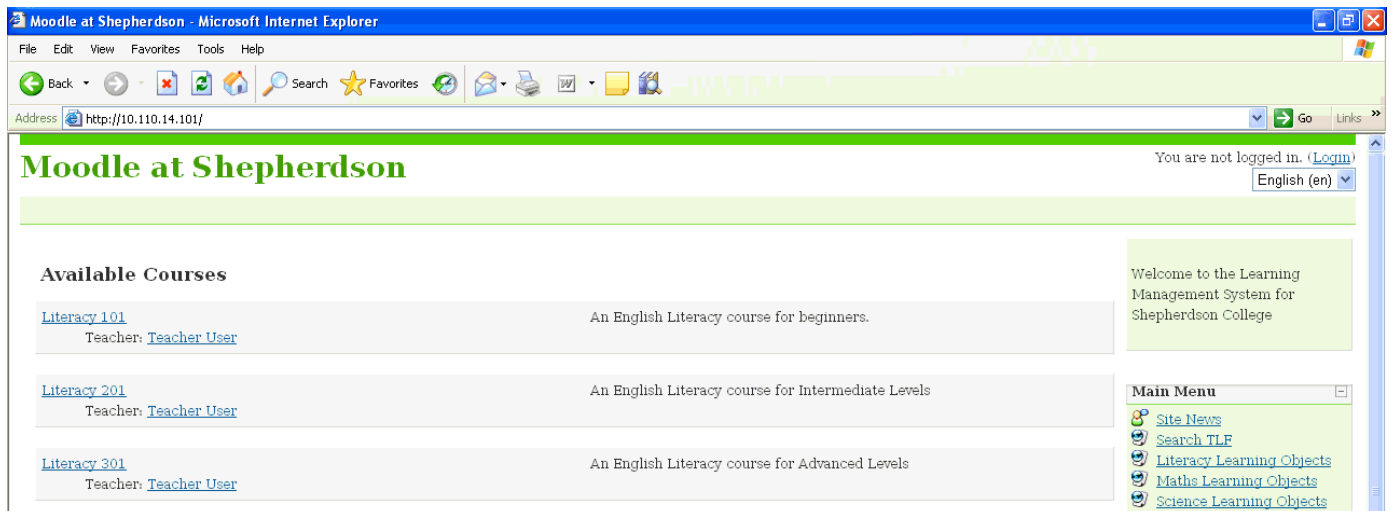 Moodle at Shepherdson - Microsoft Internet Explorer
File Edit View Favorites Tools Help
Back Search Favorites
Address http://10.110.14.101/ Go Links »
Moodle at Shepherdson
You are not logged in. (Login)
English (en)
Available Courses
Literacy 101 An English Literacy course for beginners.
Teacher: Teacher User
Literacy 201 An English Literacy course for Intermediate Levels
Teacher: Teacher User
Literacy 301 An English Literacy course for Advanced Levels
Teacher: Teacher User
Welcome to the Learning
Management System for
Shepherdson College
Main Menu
Site News
Search TLF
Literacy Learning Objects
Maths Learning Objects
Science Learning Objects